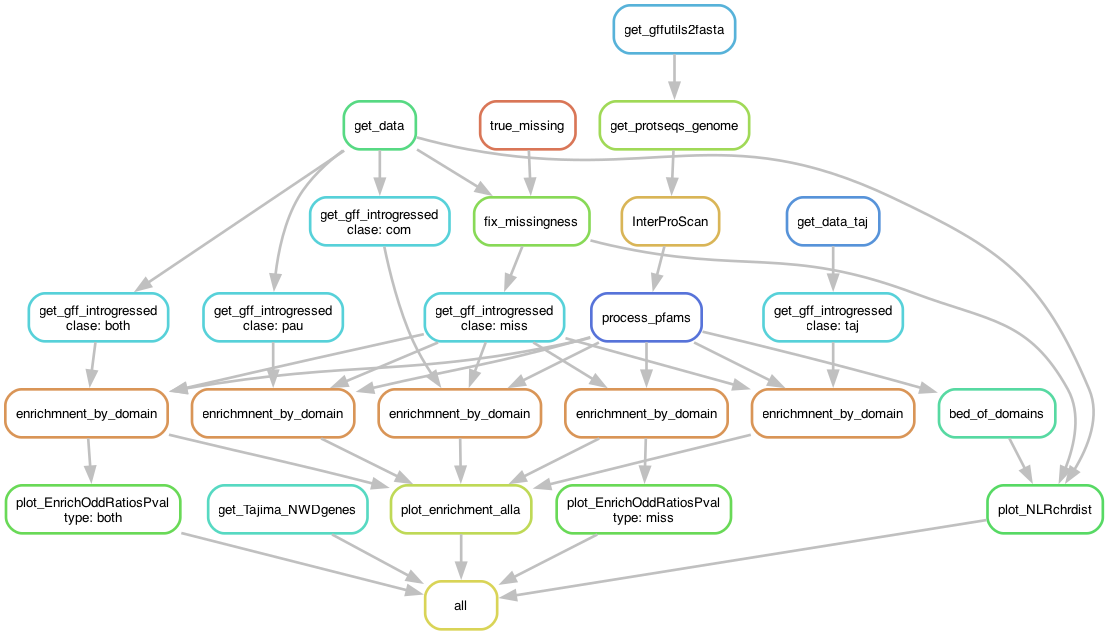 get_gffutils2fasta
get_data
true_missing
get_protseqs_genome
get_gff_introgressed
clase: com
fix_missingness
InterProScan
get_data_taj
get_gff_introgressed
clase: both
get_gff_introgressed
clase: pau
get_gff_introgressed
clase: miss
process_pfams
get_gff_introgressed
clase: taj
enrichmnent_by_domain
enrichmnent_by_domain
enrichmnent_by_domain
enrichmnent_by_domain
enrichmnent_by_domain
bed_of_domains
plot_EnrichOddRatiosPval
type: both
get_Tajima_NWDgenes
plot_enrichment_alla
plot_EnrichOddRatiosPval
type: miss
plot_NLRchrdist
all